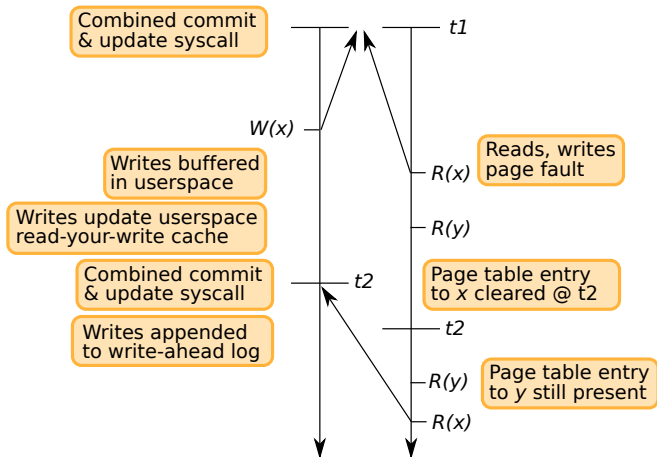 Combined commit
& update syscall
t1
W(x)
Reads, writes
page fault
Writes buffered
in userspace
R(x)
Writes update userspace
read-your-write cache
R(y)
Combined commit
& update syscall
t2
Page table entry
to x cleared @ t2
Writes appended
to write-ahead log
t2
Page table entry
to y still present
R(y)
R(x)